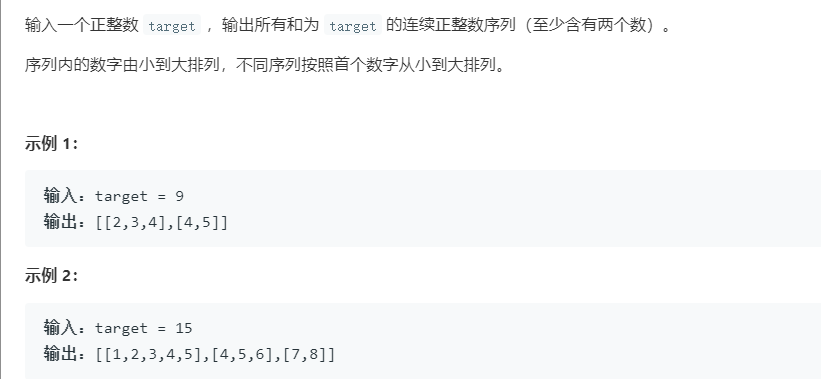 输入一个正整数 target ，输出所有和为 target 的连续正整数序列（至少含有两个数）。
序列内的数字由小到大排列，不同序列按照首个数字从小到大排列。
示例 1：
输入：target = 9
输出：[[2,3,4],[4,5]]
示例 2：
输入：target = 15
输出：[[1,2,3,4,5],[4,5,6],[7,8]]